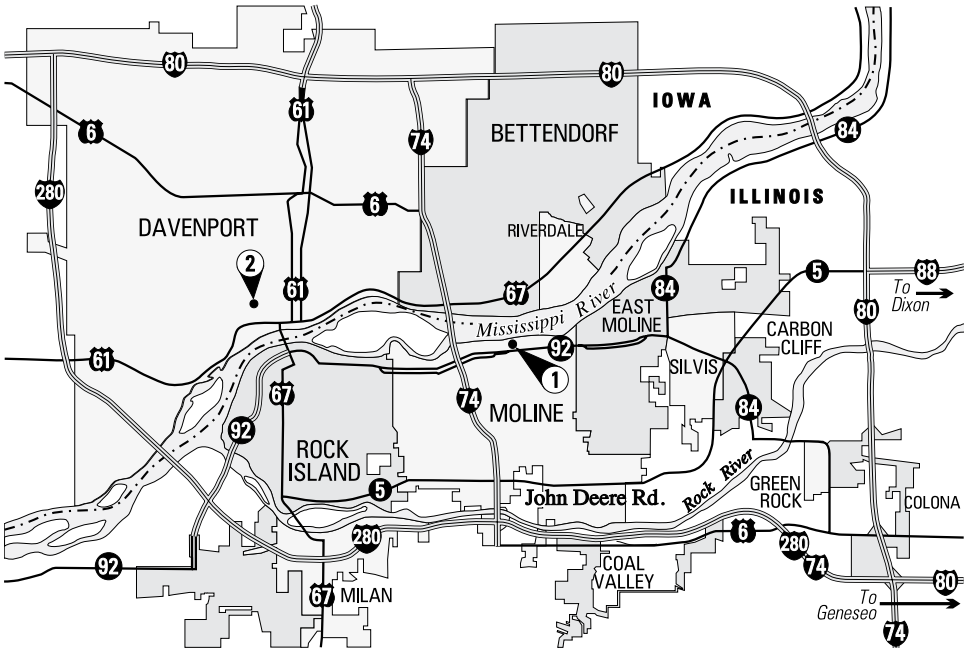 80
80
61
IOWA
6
74
BETTENDORF
84
280
6
ILLINOIS
DAVENPORT
RIVERDALE
2
61
67
84
5
88
To
Dixon
Mississippi River
EAST
MOLINE
80
61
92
CARBON
CLIFF
1
SILVIS
67
74
MOLINE
84
92
ROCK
ISLAND
5
John Deere Rd.
Rock River
GREEN
ROCK
COLONA
280
6
280
92
COAL
VALLEY
74
80
67
MILAN
To
Geneseo
74